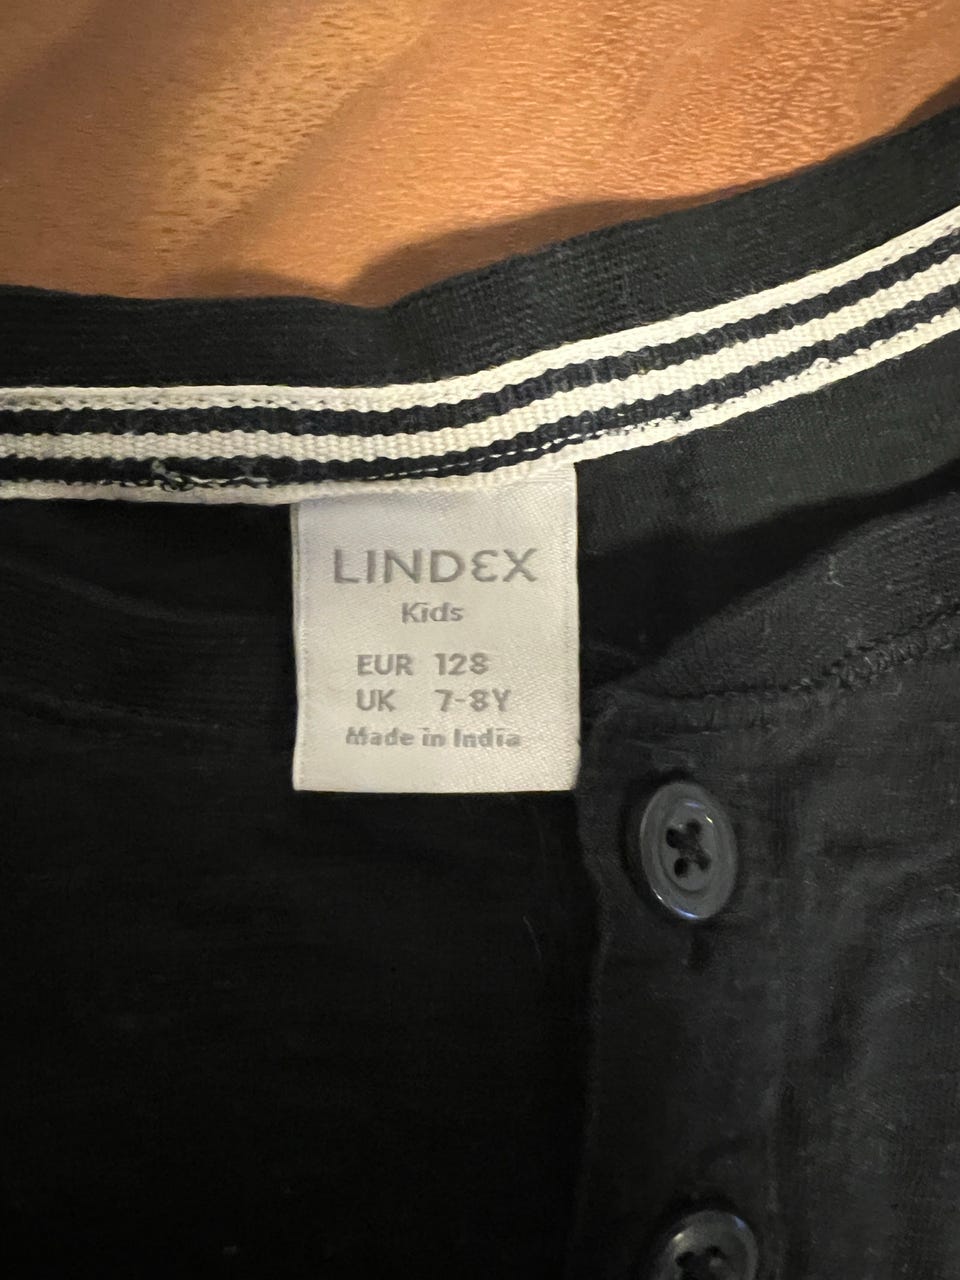 LINDEX
Kids
EUR 128
UK 7-8Y
Made in India